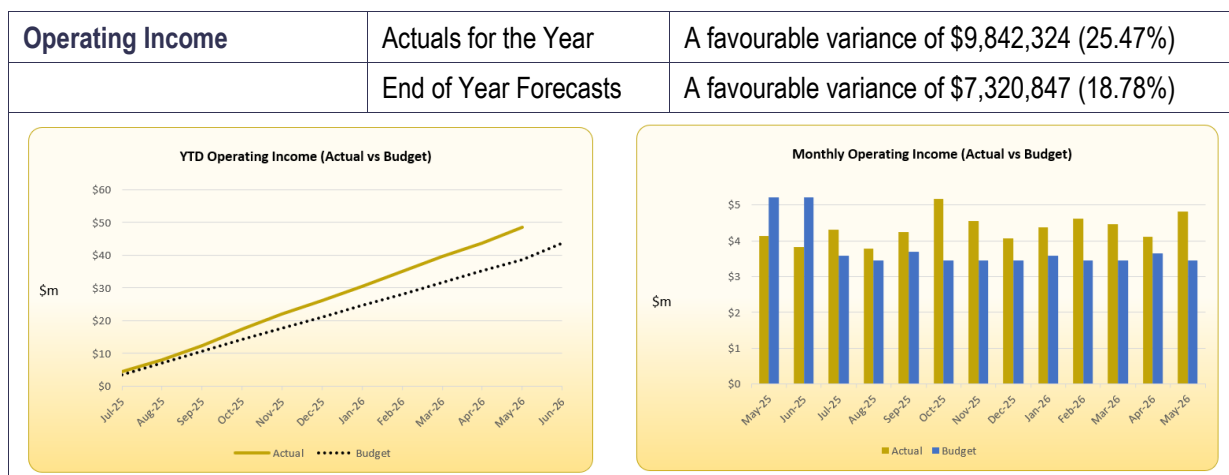 Operating Income
Actuals for the Year
A favourable variance of $9,842,324 (25.47%)
End of Year Forecasts
A favourable variance of $7,320,847 (18.78%)
YTD Operating Income (Actual vs Budget)
$60
$50
$40
$30
$20
$10
$0
$m
Jul-25
Aug-25
Sep-25
Oct-25
Nov-25
Dec-25
Jan-26
Feb-26
Mar-26
Apr-26
May-26
Jun-26
Actual
Budget
Monthly Operating Income (Actual vs Budget)
$5
$4
$3
$2
$1
$0
$m
May-25
Jun-25
Jul-25
Aug-25
Sep-25
Oct-25
Nov-25
Dec-25
Jan-26
Feb-26
Mar-26
Apr-26
May-26
Actual
Budget